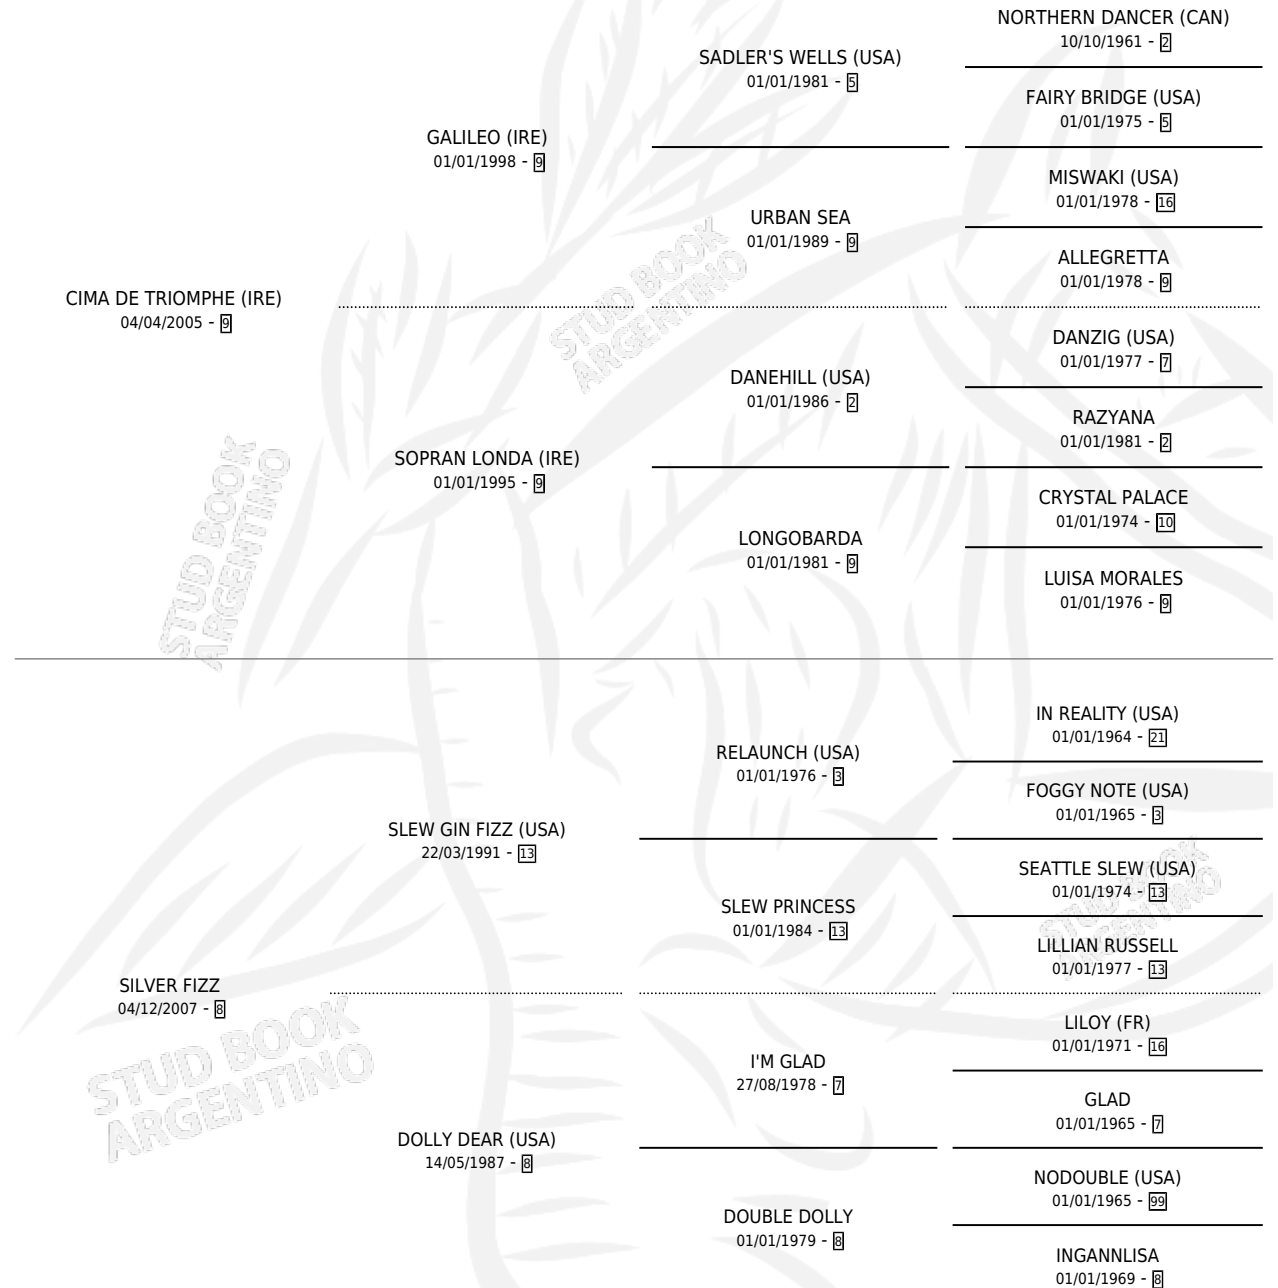 NORTHERN DANCER (CAN)
10/10/1961 - 2
SADLER'S WELLS (USA)
01/01/1981 - 5
FAIRY BRIDGE (USA)
01/01/1975 - 5
GALILEO (IRE)
01/01/1998 - 9
MISWAKI (USA)
01/01/1978 - 16
URBAN SEA
01/01/1989 - 9
ALLEGRETTA
01/01/1978 - 9
CIMA DE TRIOMPHE (IRE)
04/04/2005 - 9
DANZIG (USA)
01/01/1977 - 7
DANEHILL (USA)
01/01/1986 - 2
RAZYANA
01/01/1981 - 2
SOPRAN LONDA (IRE)
01/01/1995 - 9
CRYSTAL PALACE
01/01/1974 - 10
LONGOBARDA
01/01/1981 - 9
LUISA MORALES
01/01/1976 - 9
IN REALITY (USA)
01/01/1964 - 21
RELAUNCH (USA)
01/01/1976 - 3
FOGGY NOTE (USA)
01/01/1965 - 3
SLEW GIN FIZZ (USA)
22/03/1991 - 13
SEATTLE SLEW (USA)
01/01/1974 - 13
SLEW PRINCESS
01/01/1984 - 13
LILLIAN RUSSELL
01/01/1977 - 13
SILVER FIZZ
04/12/2007 - 8
LILOY (FR)
01/01/1971 - 16
I'M GLAD
27/08/1978 - 7
GLAD
01/01/1965 - 7
DOLLY DEAR (USA)
14/05/1987 - 8
NODOUBLE (USA)
01/01/1965 - 99
DOUBLE DOLLY
01/01/1979 - 8
INGANNLISA
01/01/1969 - 8
STUD BOOK
ARGENTINO
STUD BOOK
ARGENTINO
STUD BOOK
ARGENTINO
STUD BOOK
ARGENTINO